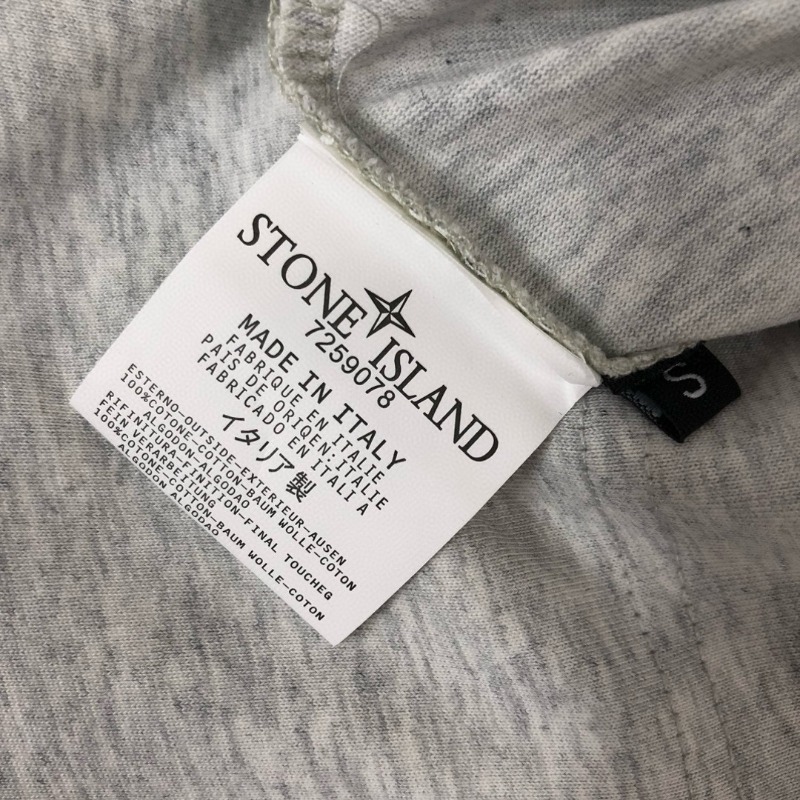 STONE ISLAND
7259078
MADE IN ITALY
FABRIQUE EN ITALIE
PAIS DE ORIQEN:ITALIE
FABRICADO EN ITALI A
イタリア製
ESTERNO—OUTSIDE—EXTERIEUR—AUSEN
100%COTONE—COTTON—BAUM WOLLE—COTON
ALGODON—ALGODAO
RIFINITURA—FINITION—FINAL TOUCHEG
FEIN VERARBEITUNG
100%COTONE—COTTON—BAUM WOLLE—COTON
ALGODON ALGODAO
S